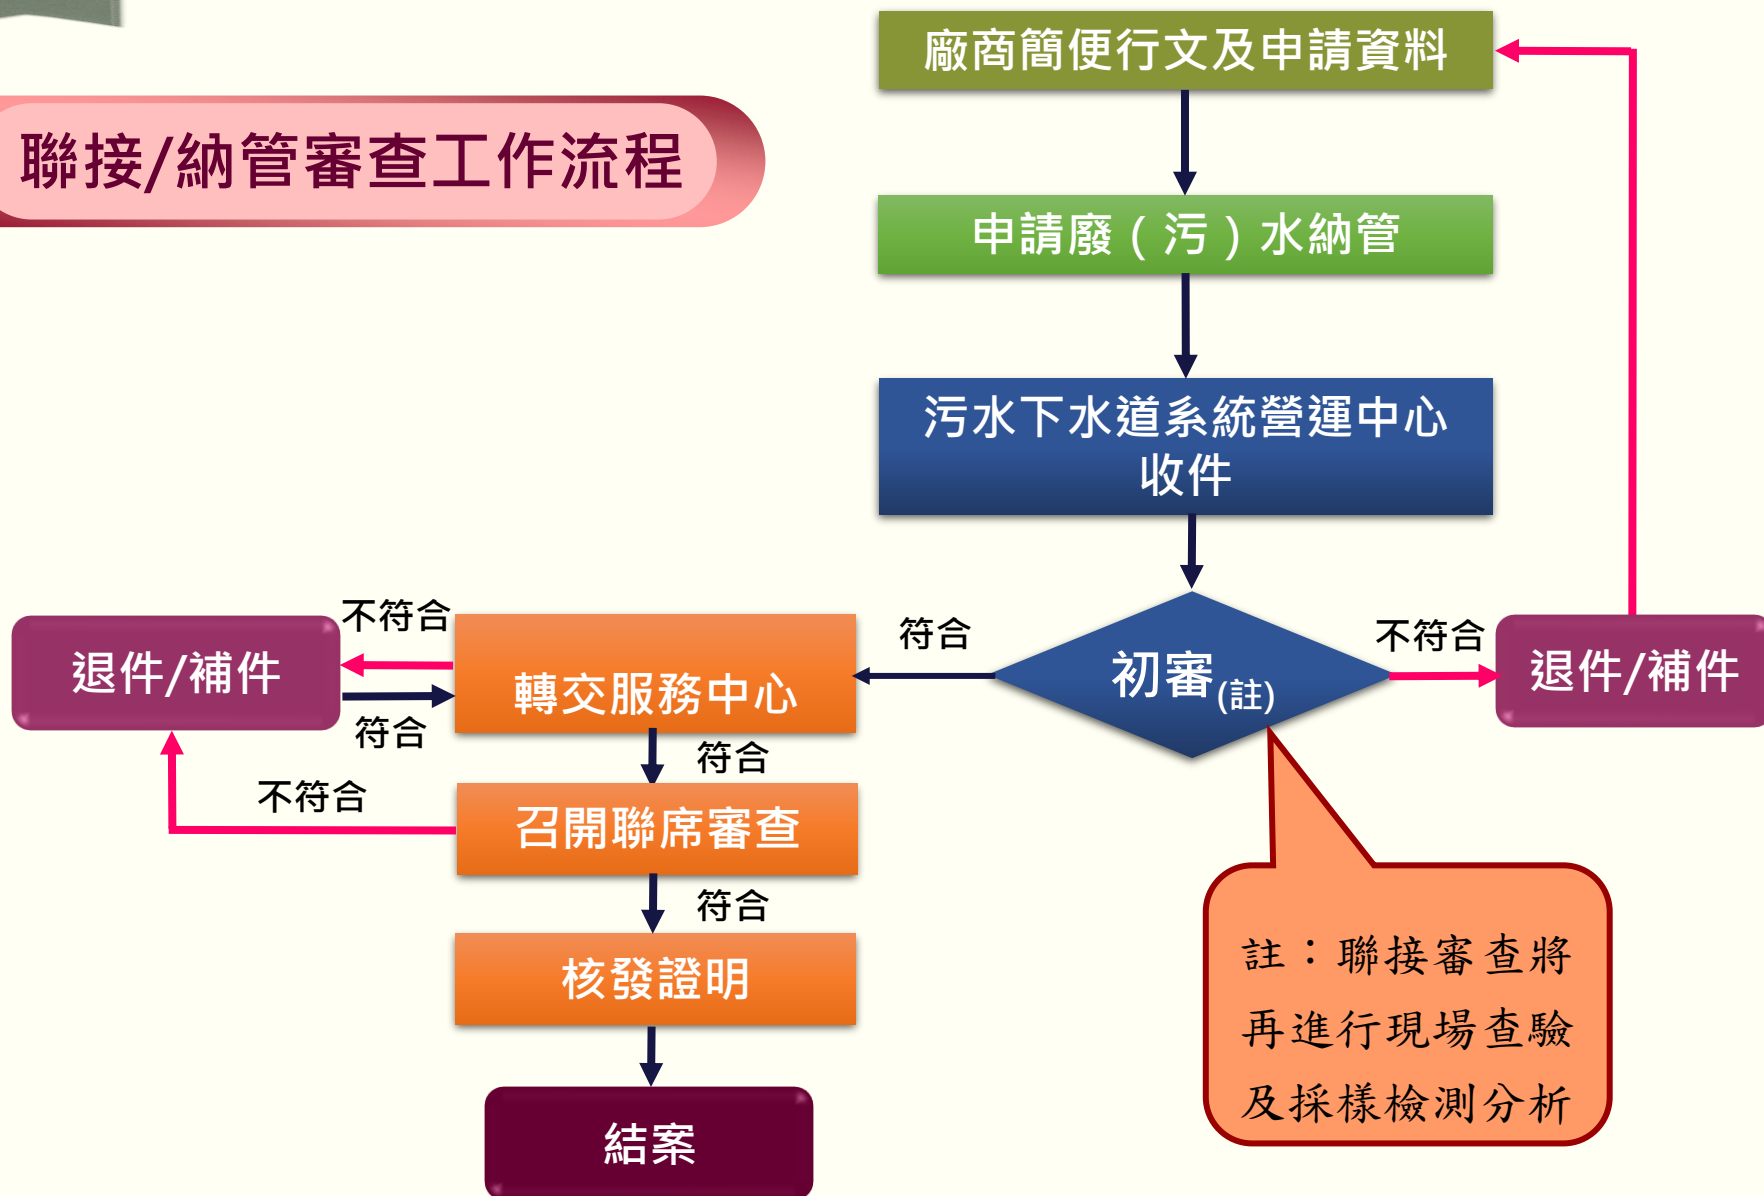 廠商簡便行文及申請資料
聯接/納管審查工作流程
申請廢（污）水納管
污水下水道系統營運中心
收件
不符合
符合
不符合
退件/補件
轉交服務中心
初審(註)
退件/補件
符合
符合
不符合
召開聯席審查
符合
核發證明
註：聯接審查將
再進行現場查驗
及採樣檢測分析
結案